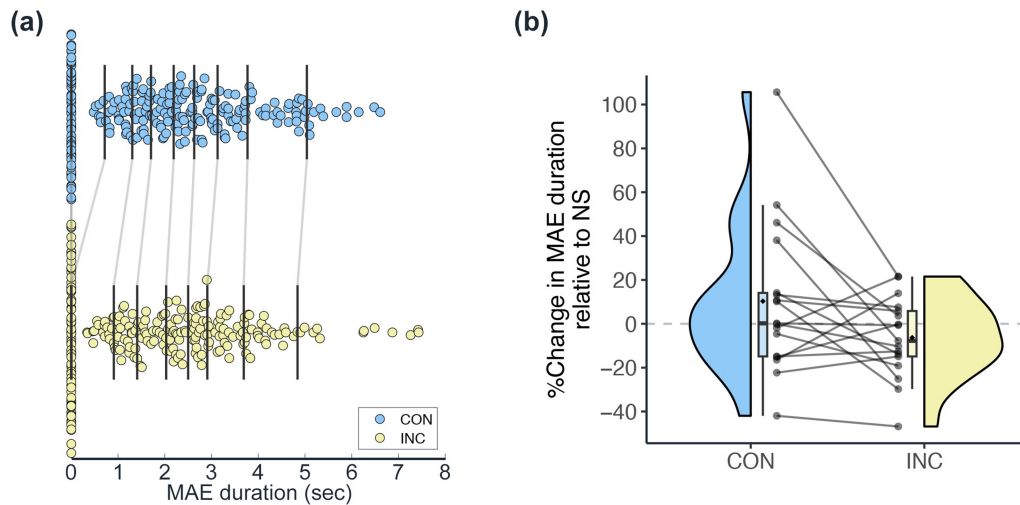 (a)
CON
INC
0 1 2 3 4 5 6 7 8
MAE duration (sec)
(b)
%Change in MAE duration
relative to NS
100
80
60
40
20
0
−20
−40
CON INC